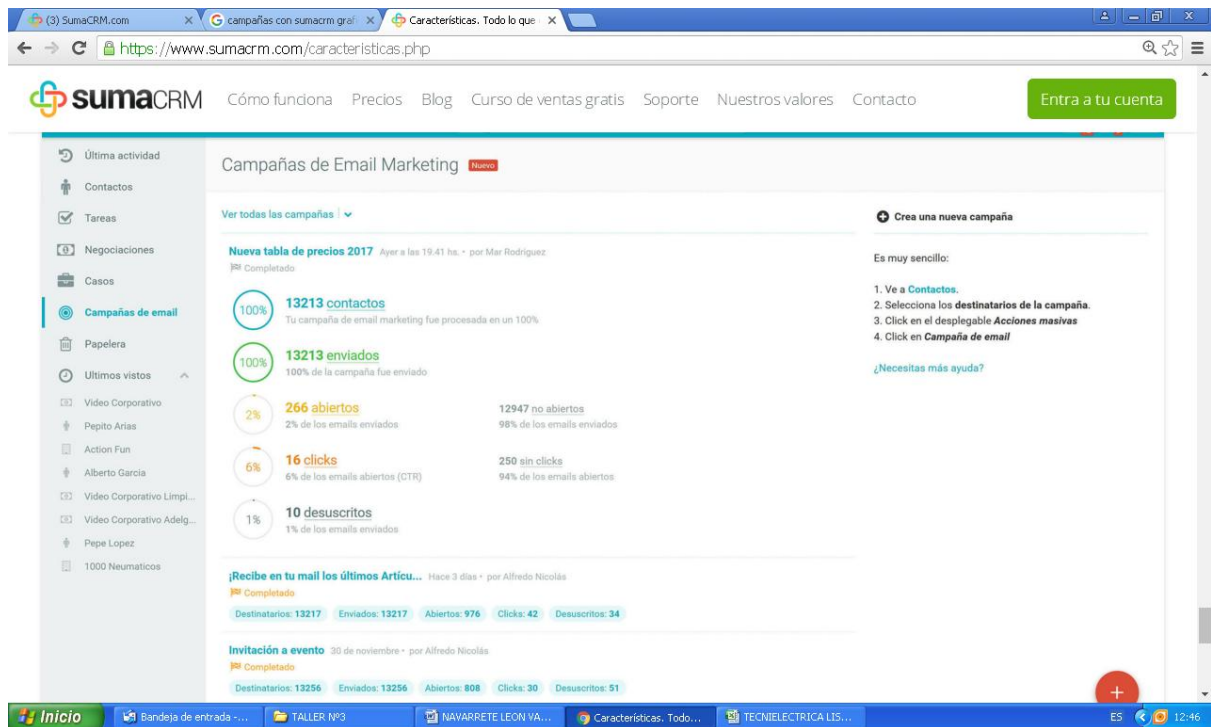 (3) SumaCRM.com
campañas con sumacrm graf
Características. Todo lo que
https://www.sumacrm.com/caracteristicas.php
sumaCRM
Cómo funciona Precios Blog Curso de ventas gratis Soporte Nuestros valores Contacto
Entra a tu cuenta
Última actividad
Contactos
Tareas
Negociaciones
Casos
Campañas de email
Papelera
Ultimos vistos
Video Corporativo
Pepito Arias
Action Fun
Alberto Garcia
Video Corporativo Limpi...
Video Corporativo Adelg...
Pepe Lopez
1000 Neumaticos
Campañas de Email Marketing Nuevo
Ver todas las campañas
Nueva tabla de precios 2017 Ayer a las 19.41 hs. • por Mar Rodriguez
Completado
100%
13213 contactos
Tu campaña de email marketing fue procesada en un 100%
100%
13213 enviados
100% de la campaña fue enviado
2%
266 abiertos
2% de los emails enviados
12947 no abiertos
98% de los emails enviados
6%
16 clicks
6% de los emails abiertos (CTR)
250 sin clicks
94% de los emails abiertos
1%
10 desuscritos
1% de los emails enviados
¡Recibe en tu mail los últimos Artícu... Hace 3 días • por Alfredo Nicolás
Completado
Destinatarios: 13217 Enviados: 13217 Abiertos: 976 Clicks: 42 Desuscritos: 34
Invitación a evento 30 de noviembre • por Alfredo Nicolás
Completado
Destinatarios: 13256 Enviados: 13256 Abiertos: 808 Clicks: 30 Desuscritos: 51
Crea una nueva campaña
Es muy sencillo:
1. Ve a Contactos.
2. Selecciona los destinatarios de la campaña.
3. Click en el desplegable Acciones masivas
4. Click en Campaña de email
¿Necesitas más ayuda?
Inicio
Bandeja de entrada -...
TALLER Nº3
NAVARRETE LEON VA...
Características. Todo...
TECNIELECTRICA LIS...
ES
12:46